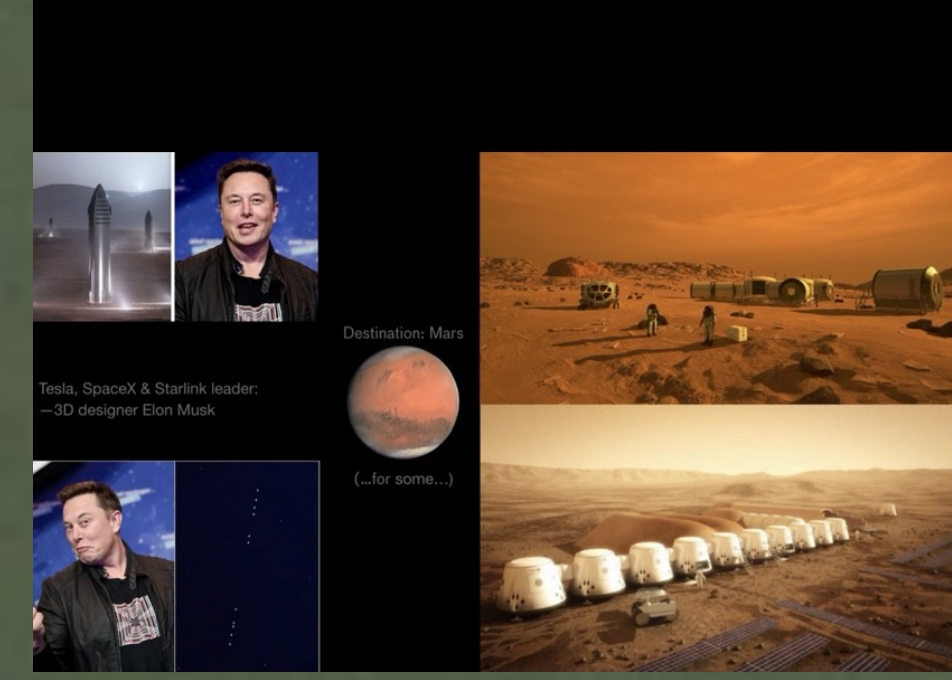 Destination: Mars
Tesla, SpaceX & Starlink leader:
—3D designer Elon Musk
(...for some...)